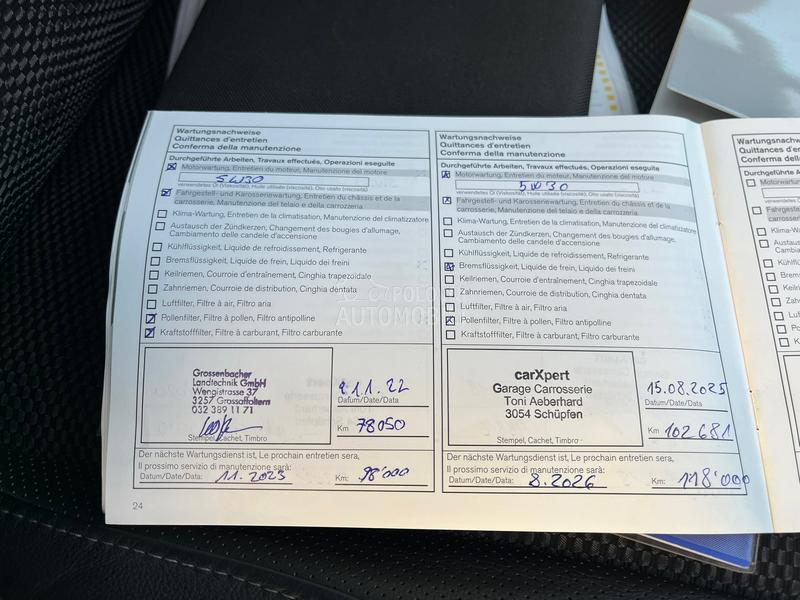 Wartungsnachweise
Quittances d'entretien
Conferma della manutenzione
Durchgeführte Arbeiten, Travaux effectués, Operazioni eseguite
Motorwartung, Entretien du moteur, Manutenzione del motore
5W30
verwendetes Öl (Viskosität), Huile utilisée (viscosité), Olio usato (viscosità)
Fahrgestell- und Karosseriewartung, Entretien du châssis et de la
carrosserie, Manutenzione del telaio e della carrozzeria
Klima-Wartung, Entretien de la climatisation, Manutenzione del climatizzatore
Austausch der Zündkerzen, Changement des bougies d'allumage,
Cambiamento delle candele d'accensione
Kühlflüssigkeit, Liquide de refroidissement, Refrigerante
Bremsflüssigkeit, Liquide de frein, Liquido dei freini
Keilriemen, Courroie d'entraînement, Cinghia trapezoidale
Zahnriemen, Courroie de distribution, Cinghia dentata
Luftfilter, Filtre à air, Filtro aria
Pollenfilter, Filtre à pollen, Filtro antipolline
Kraftstofffilter, Filtre à carburant, Filtro carburante
Grossenbacher
Landtechnik GmbH
Wengistrasse 37
3257 Grossaffoltern
032 389 11 71
Stempel, Cachet, Timbro
Datum/Date/Data:
Km 78050
Der nächste Wartungsdienst ist, Le prochain entretien sera,
Il prossimo servizio di manutenzione sarà:
Datum/Date/Data: 11.2023
Km: 98'000
24
Wartungsnachweise
Quittances d'entretien
Conferma della manutenzione
Durchgeführte Arbeiten, Travaux effectués, Operazioni eseguite
Motorwartung, Entretien du moteur, Manutenzione del motore
5W30
verwendetes Öl (Viskosität), Huile utilisée (viscosité), Olio usato (viscosità)
Fahrgestell- und Karosseriewartung, Entretien du châssis et de la
carrosserie, Manutenzione del telaio e della carrozzeria
Klima-Wartung, Entretien de la climatisation, Manutenzione del climatizzatore
Austausch der Zündkerzen, Changement des bougies d'allumage,
Cambiamento delle candele d'accensione
Kühlflüssigkeit, Liquide de refroidissement, Refrigerante
Bremsflüssigkeit, Liquide de frein, Liquido dei freini
Keilriemen, Courroie d'entraînement, Cinghia trapezoidale
Zahnriemen, Courroie de distribution, Cinghia dentata
Luftfilter, Filtre à air, Filtro aria
Pollenfilter, Filtre à pollen, Filtro antipolline
Kraftstofffilter, Filtre à carburant, Filtro carburante
carXpert
Garage Carrosserie
Toni Aeberhard
3054 Schüpfen
Stempel, Cachet, Timbro
15.08.2025
Datum/Date/Data
Km 102681
Der nächste Wartungsdienst ist, Le prochain entretien sera,
Il prossimo servizio di manutenzione sarà:
Datum/Date/Data: 8.2026
Km: 118'000